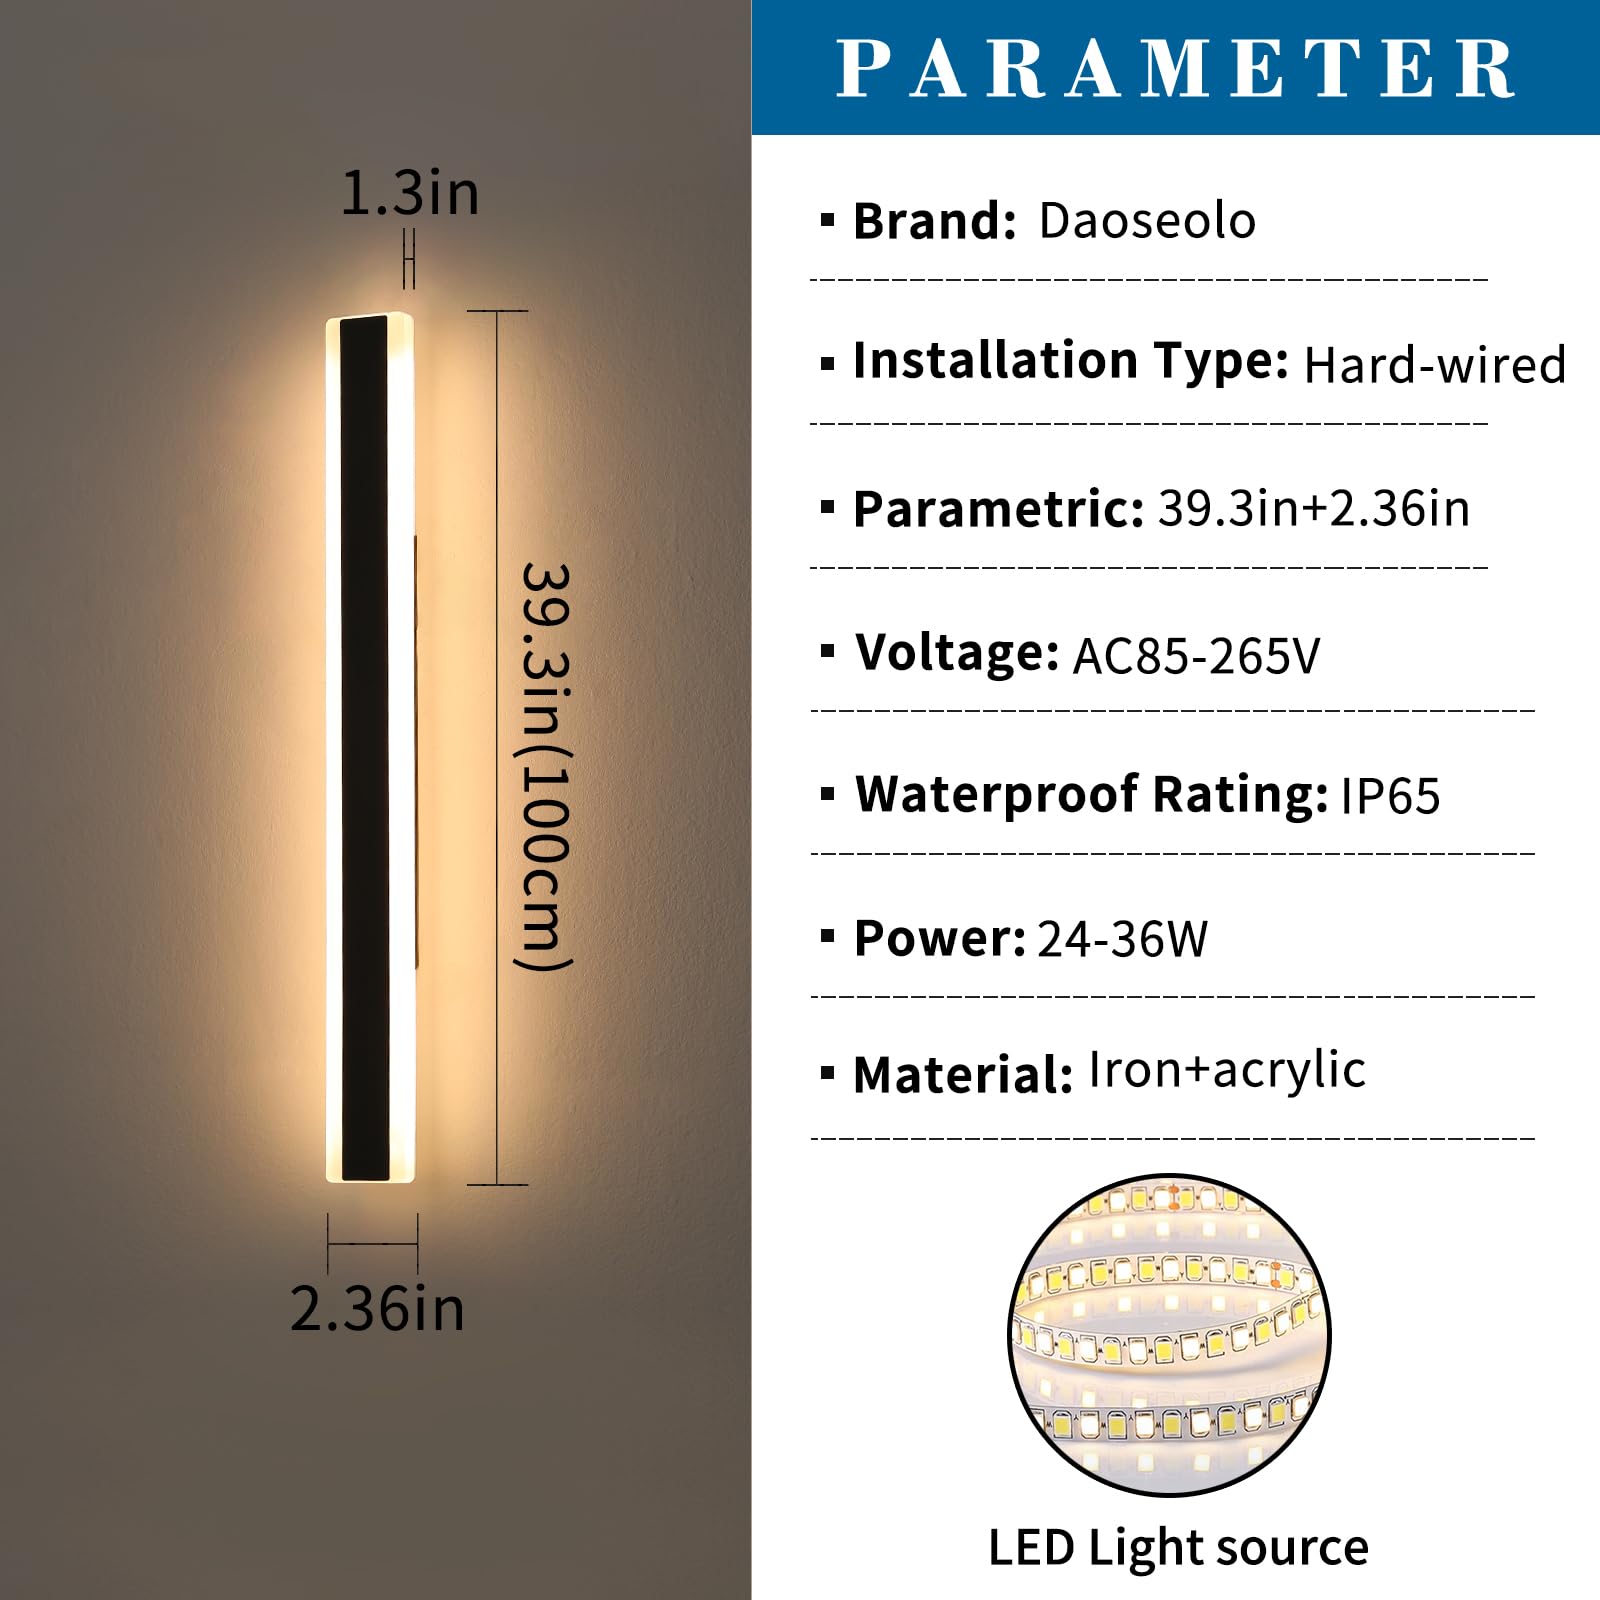 PARAMETER
1.3in
39.3in(100cm)
2.36in
▪ Brand: Daoseolo
▪ Installation Type: Hard-wired
▪ Parametric: 39.3in+2.36in
▪ Voltage: AC85-265V
▪ Waterproof Rating: IP65
▪ Power: 24-36W
▪ Material: Iron+acrylic
LED Light source